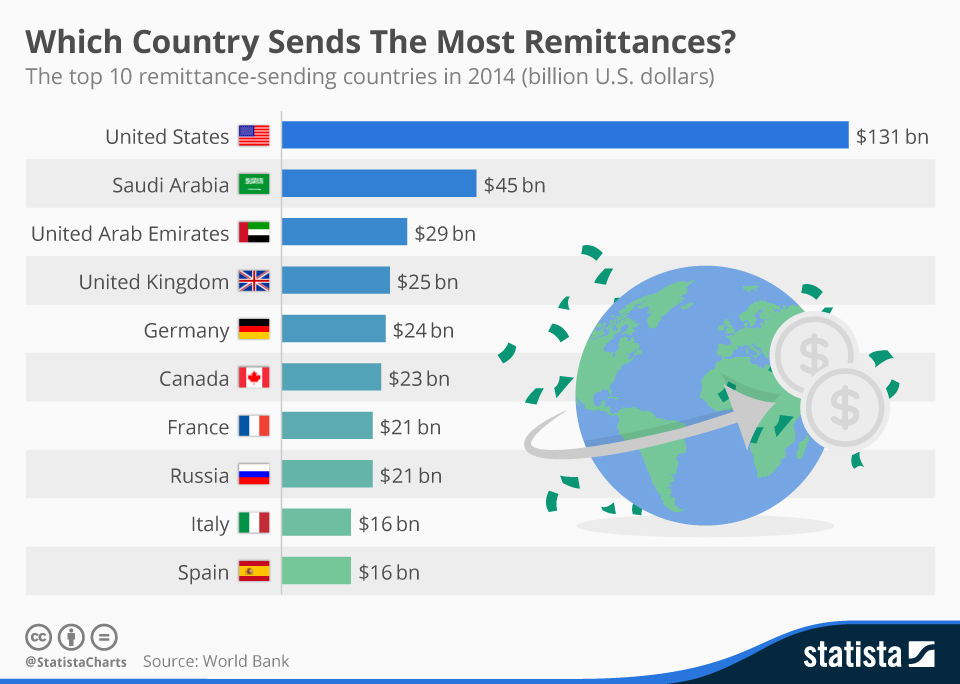 Which Country Sends The Most Remittances?
The top 10 remittance-sending countries in 2014 (billion U.S. dollars)
United States $131 bn
Saudi Arabia $45 bn
United Arab Emirates $29 bn
United Kingdom $25 bn
Germany $24 bn
Canada $23 bn
France $21 bn
Russia $21 bn
Italy $16 bn
Spain $16 bn
$
$
cc
@StatistaCharts Source: World Bank
statista